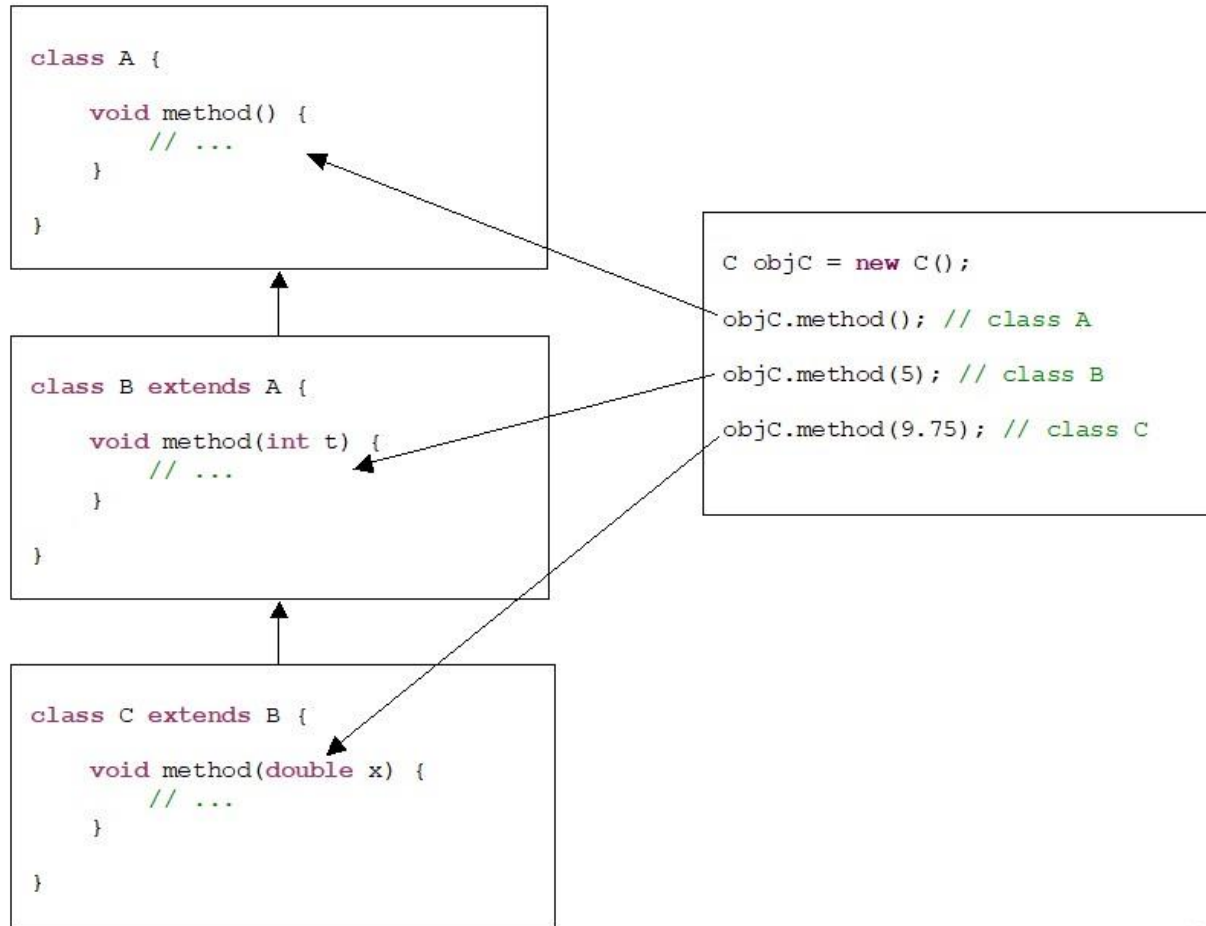 class A {
void method() {
// ...
}
}
class B extends A {
void method(int t) {
// ...
}
}
class C extends B {
void method(double x) {
// ...
}
}
C objC = new C();
objC.method(); // class A
objC.method(5); // class B
objC.method(9.75); // class C